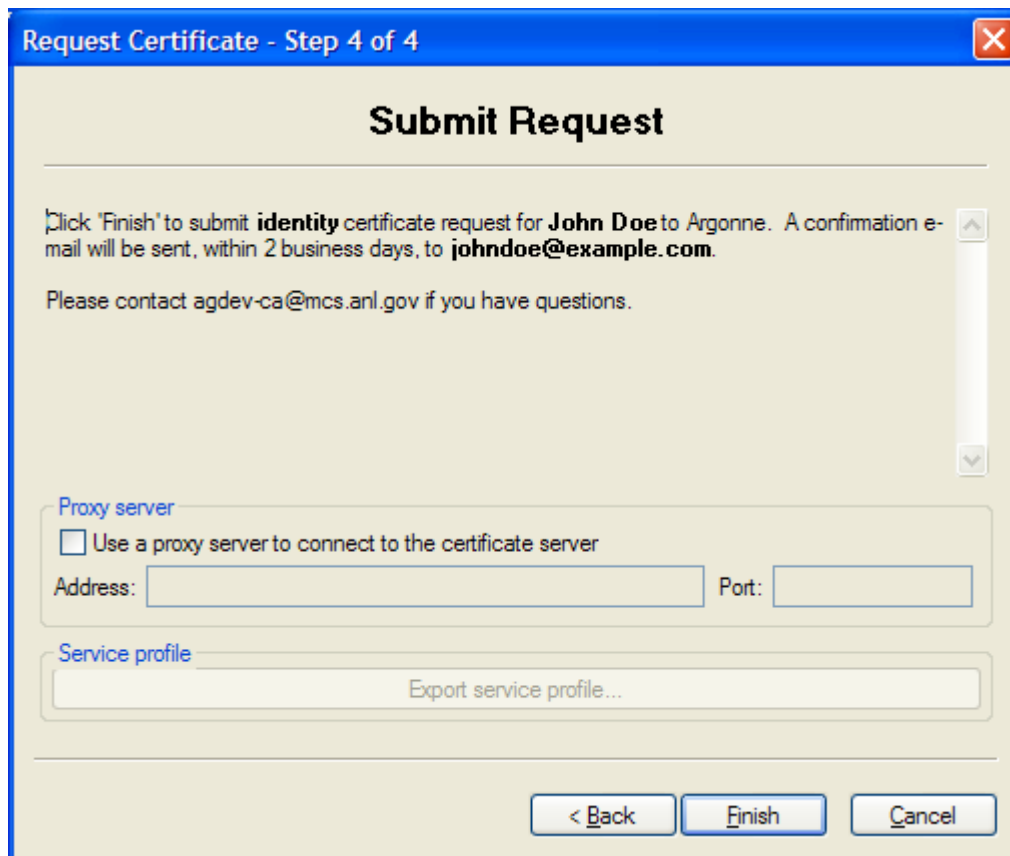 Request Certificate - Step 4 of 4
Submit Request
Click 'Finish' to submit identity certificate request for John Doe to Argonne.  A confirmation e-
mail will be sent, within 2 business days, to johndoe@example.com.
Please contact agdev-ca@mcs.anl.gov if you have questions.
Proxy server
Use a proxy server to connect to the certificate server
Address: Port:
Service profile
Export service profile...
< Back Finish Cancel